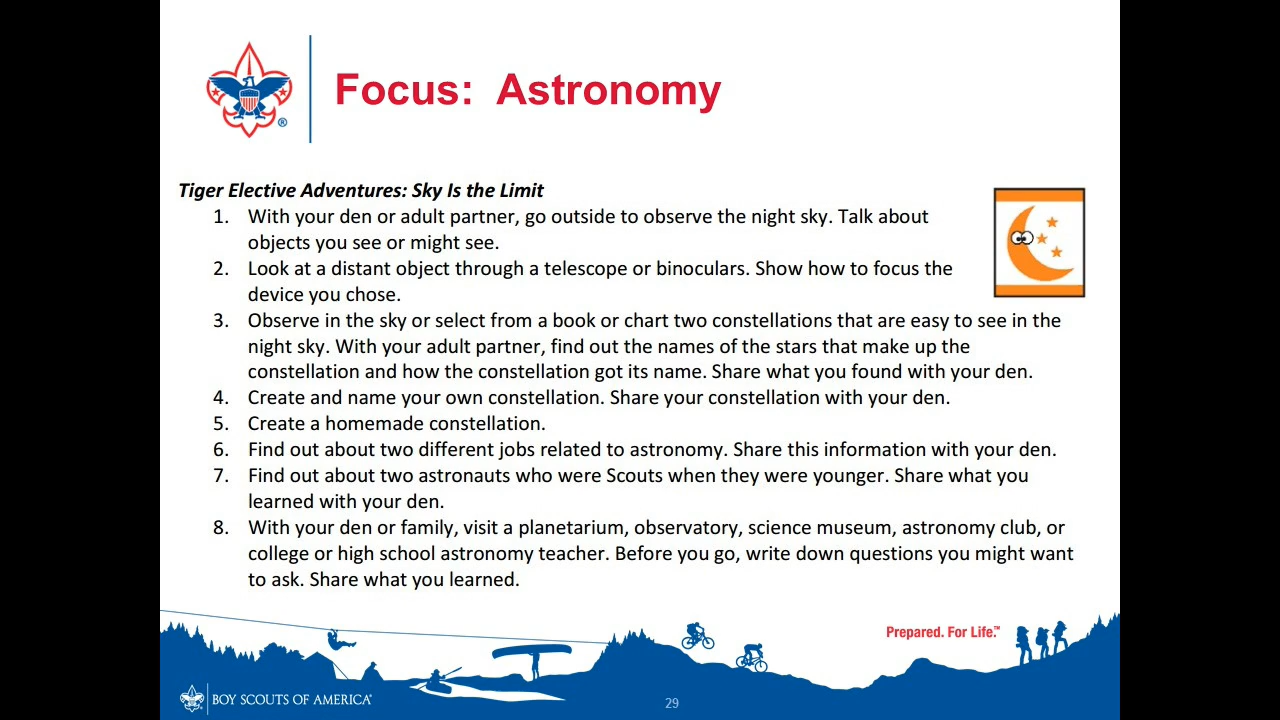 Focus: Astronomy
®
Tiger Elective Adventures: Sky Is the Limit
1. With your den or adult partner, go outside to observe the night sky. Talk about
objects you see or might see.
2. Look at a distant object through a telescope or binoculars. Show how to focus the
device you chose.
3. Observe in the sky or select from a book or chart two constellations that are easy to see in the
night sky. With your adult partner, find out the names of the stars that make up the
constellation and how the constellation got its name. Share what you found with your den.
4. Create and name your own constellation. Share your constellation with your den.
5. Create a homemade constellation.
6. Find out about two different jobs related to astronomy. Share this information with your den.
7. Find out about two astronauts who were Scouts when they were younger. Share what you
learned with your den.
8. With your den or family, visit a planetarium, observatory, science museum, astronomy club, or
college or high school astronomy teacher. Before you go, write down questions you might want
to ask. Share what you learned.
Prepared. For Life.™
BOY SCOUTS OF AMERICA®
29